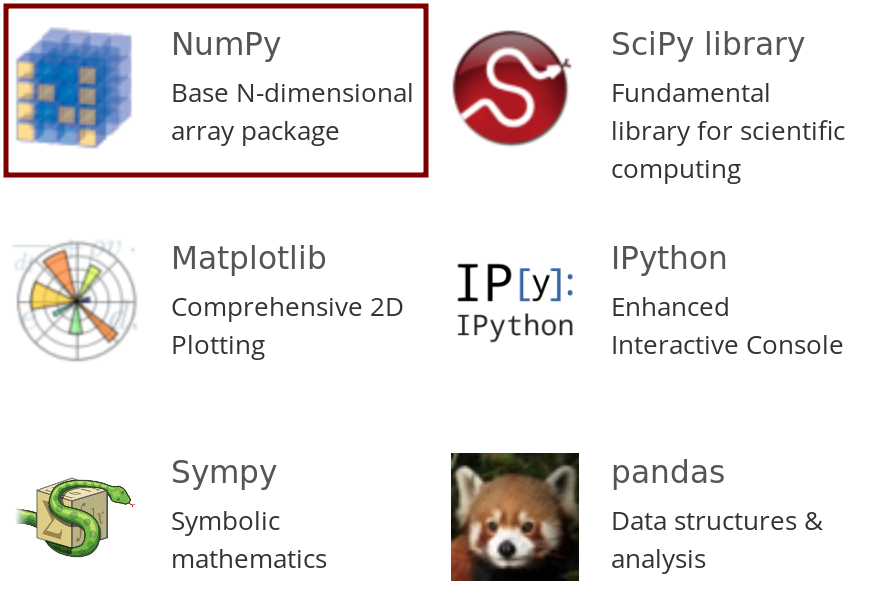 NumPy
Base N-dimensional
array package
SciPy library
Fundamental
library for scientific
computing
Matplotlib
Comprehensive 2D
Plotting
IP[y]:
IPython
IPython
Enhanced
Interactive Console
Sympy
Symbolic
mathematics
pandas
Data structures &
analysis